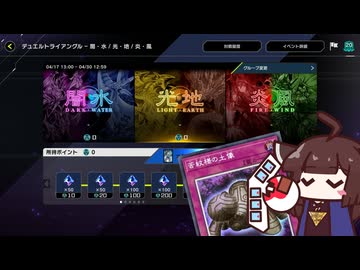 デュエルトライアングル - 闇・水 / 光・地 / 炎・風
対戦履歴
イベント詳細
20
04/17 15:00 - 04/30 12:59
グループ変更
闇水
DARK・WATER
光地
LIGHT・EARTH
炎風
FIRE・WIND
0
0
所持ポイント 0
×50
×50
×100
×100
10
20
100
200
紋様の土像